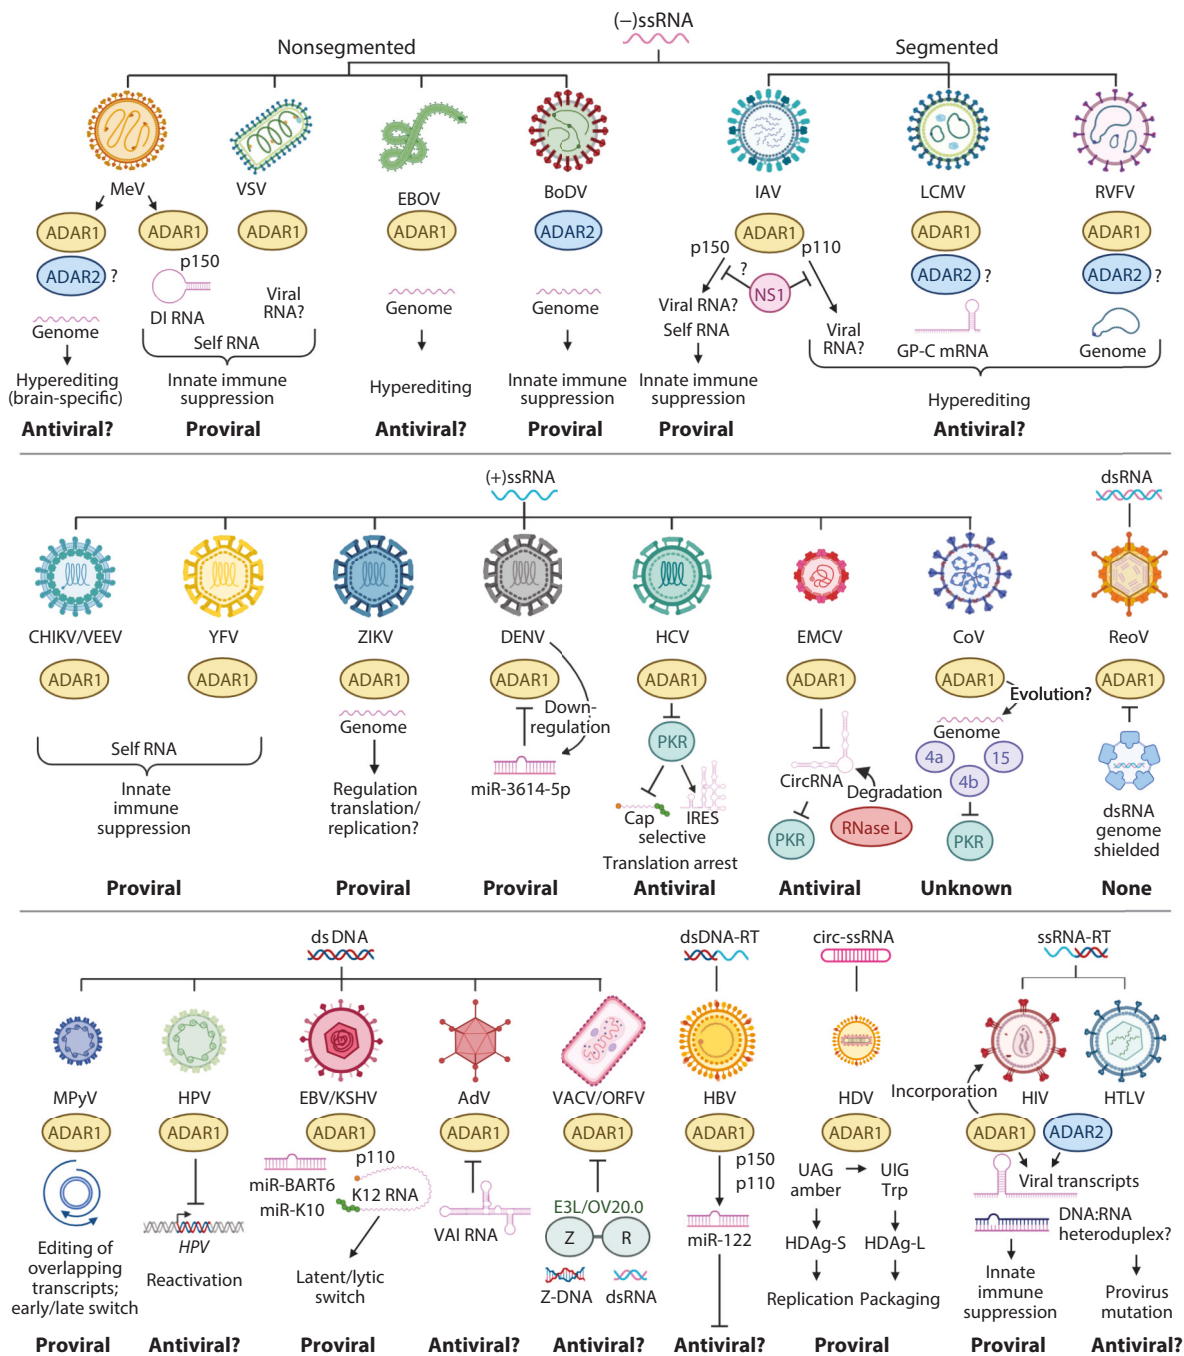 (−)ssRNA
Nonsegmented
Segmented
MeV
VSV
EBOV
BoDV
IAV
LCMV
RVFV
ADAR1
ADAR1
ADAR1
ADAR1
ADAR2
ADAR1
ADAR1
ADAR1
ADAR2 ?
p150
p150
p110
?
NS1
ADAR2 ?
ADAR2 ?
Genome
DI RNA
Viral
RNA?
Self RNA
Genome
Genome
Viral RNA?
Self RNA
Viral
RNA?
GP-C mRNA
Genome
Hyperediting
(brain-specific)
Innate immune
suppression
Hyperediting
Innate immune
suppression
Innate immune
suppression
Hyperediting
Antiviral?
Proviral
Antiviral?
Proviral
Proviral
Antiviral?
(+)ssRNA
dsRNA
CHIKV/VEEV
YFV
ZIKV
DENV
HCV
EMCV
CoV
ReoV
ADAR1
ADAR1
ADAR1
ADAR1
ADAR1
ADAR1
ADAR1
ADAR1
Self RNA
Innate
immune
suppression
Genome
Regulation
translation/
replication?
Down-
regulation
miR-3614-5p
PKR
Cap
IRES
selective
Translation arrest
CircRNA
Degradation
PKR
RNase L
Evolution?
Genome
4a
15
4b
PKR
dsRNA
genome
shielded
Proviral
Proviral
Proviral
Antiviral
Antiviral
Unknown
None
dsDNA
dsDNA-RT
circ-ssRNA
ssRNA-RT
MPyV
HPV
EBV/KSHV
AdV
VACV/ORFV
HBV
HDV
Incorporation
HIV
HTLV
ADAR1
ADAR1
ADAR1
ADAR1
ADAR1
ADAR1
ADAR1
ADAR1
ADAR2
Editing of
overlapping
transcripts;
early/late switch
HPV
Reactivation
p110
miR-BART6
miR-K10
K12 RNA
Latent/lytic
switch
VAI RNA
E3L/OV20.0
Z
R
Z-DNA
dsRNA
p150
p110
miR-122
UAG
amber
UIG
Trp
HDAg-S
HDAg-L
Replication
Packaging
Viral transcripts
DNA:RNA
heteroduplex?
Innate
immune
suppression
Provirus
mutation
Proviral
Antiviral?
Proviral
Antiviral?
Antiviral?
Antiviral?
Proviral
Proviral
Antiviral?